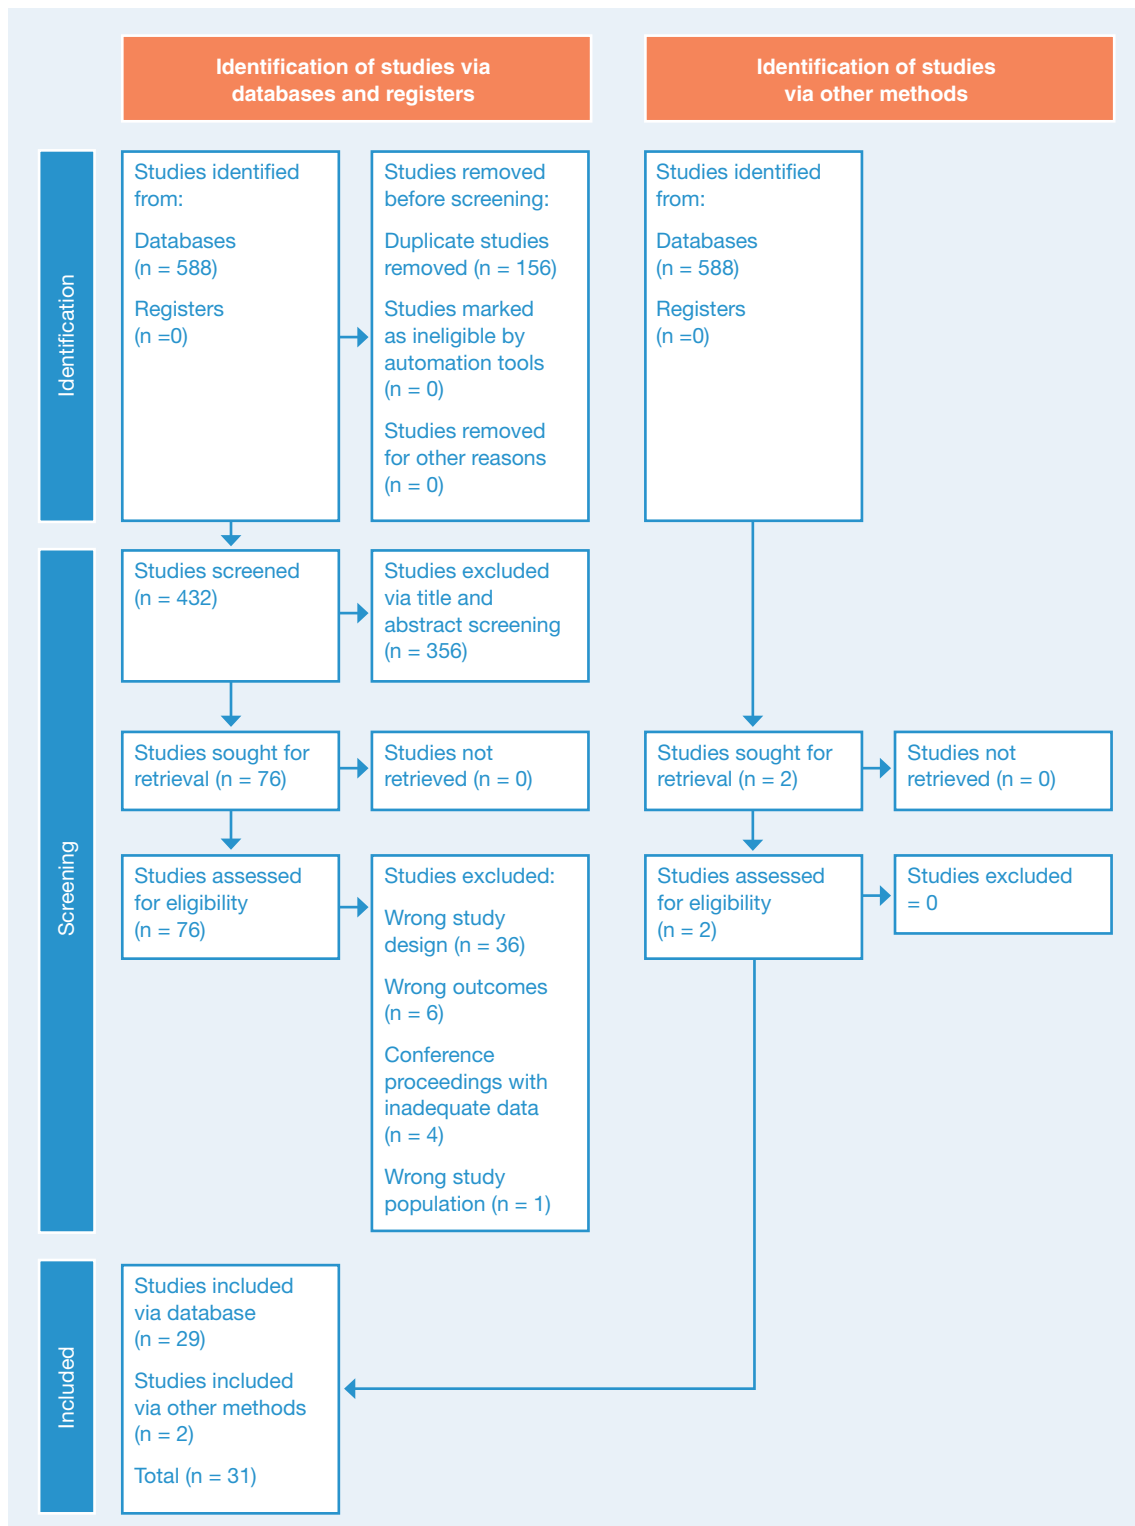 Identification of studies via
databases and registers
Identification of studies
via other methods
Identification
Studies identified
from:
Databases
(n = 588)
Registers
(n =0)
Studies removed
before screening:
Duplicate studies
removed (n = 156)
Studies marked
as ineligible by
automation tools
(n = 0)
Studies removed
for other reasons
(n = 0)
Studies identified
from:
Databases
(n = 588)
Registers
(n =0)
Screening
Studies screened
(n = 432)
Studies excluded
via title and
abstract screening
(n = 356)
Studies sought for
retrieval (n = 76)
Studies not
retrieved (n = 0)
Studies sought for
retrieval (n = 2)
Studies not
retrieved (n = 0)
Studies assessed
for eligibility
(n = 76)
Studies excluded:
Wrong study
design (n = 36)
Wrong outcomes
(n = 6)
Conference
proceedings with
inadequate data
(n = 4)
Wrong study
population (n = 1)
Studies assessed
for eligibility
(n = 2)
Studies excluded
= 0
Included
Studies included
via database
(n = 29)
Studies included
via other methods
(n = 2)
Total (n = 31)